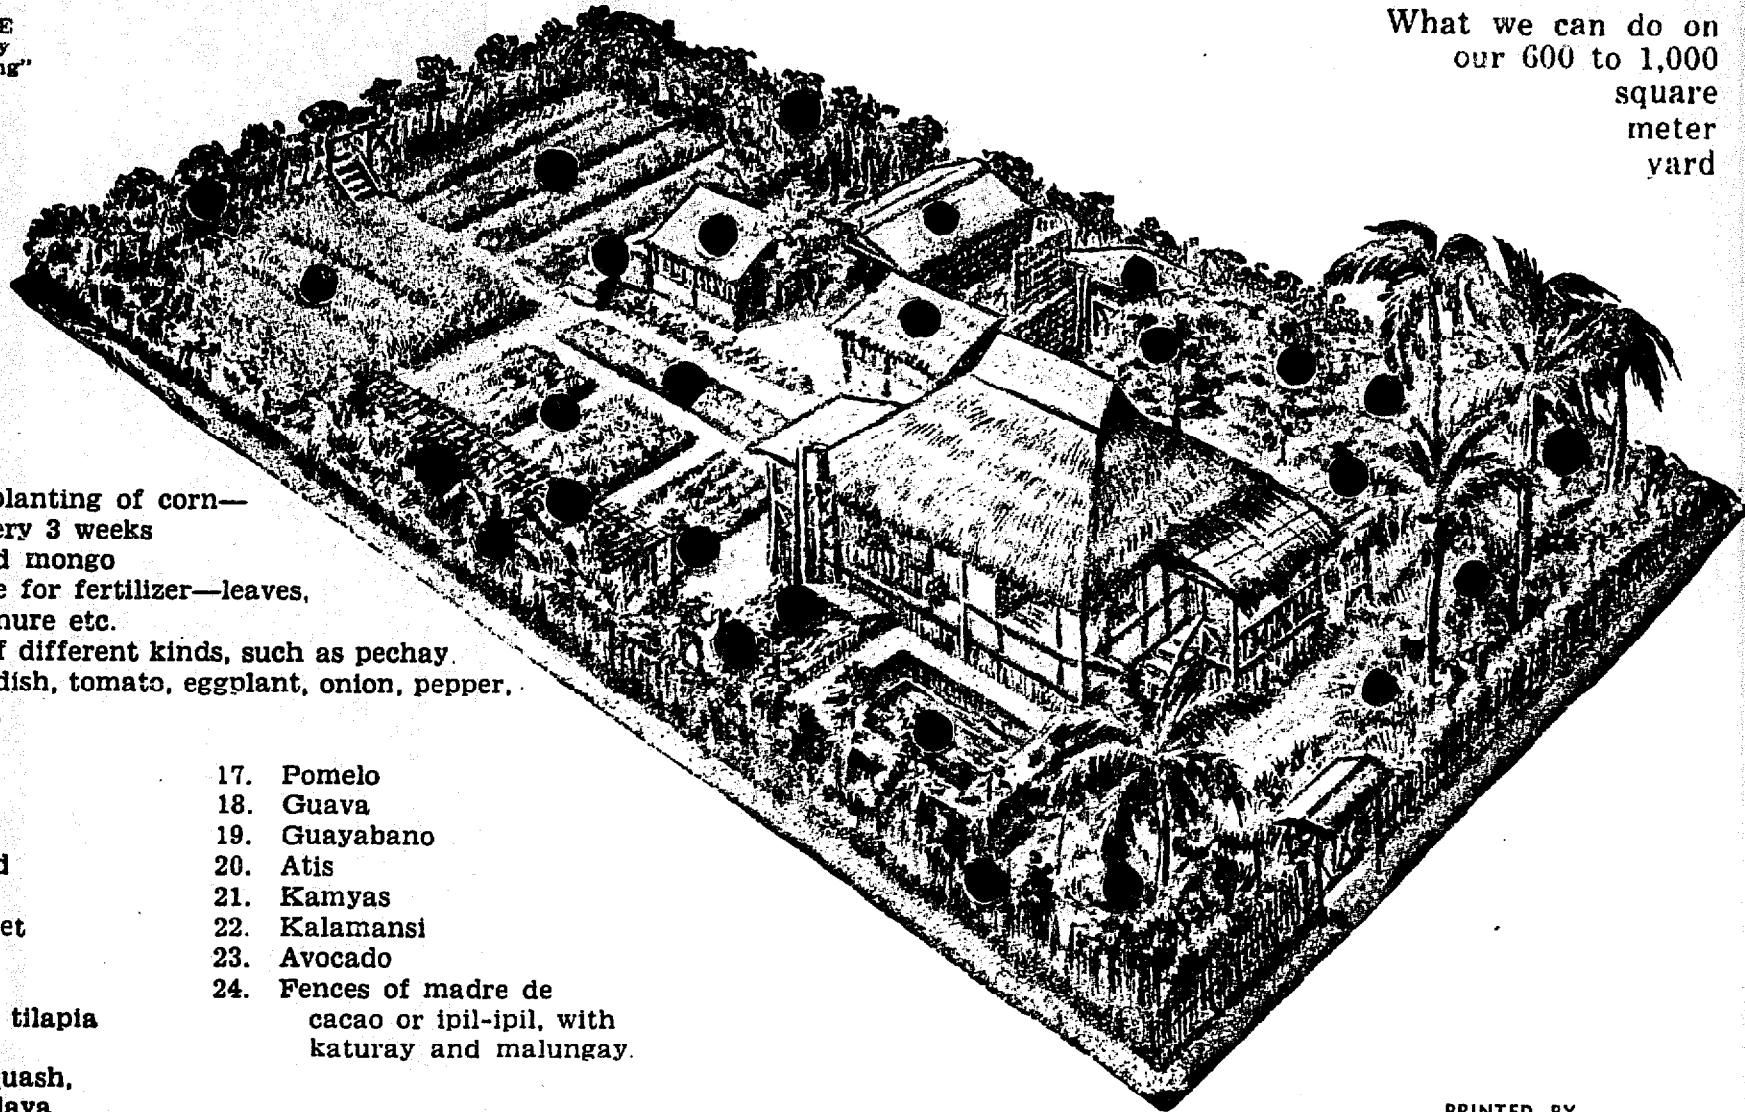 E
y
ng”
What we can do on
our 600 to 1,000
square
meter
yard
planting of corn—
ery 3 weeks
d mongo
e for fertilizer—leaves,
nure etc.
f different kinds, such as pechay.
dish, tomato, eggplant, onion, pepper,
17. Pomelo
18. Guava
19. Guayabano
20. Atis
21. Kamyas
22. Kalamansi
23. Avocado
24. Fences of madre de
cacao or ipil-ipil, with
katuray and malungay.
d
et
tilapia
uash,
laya
PRINTED BY